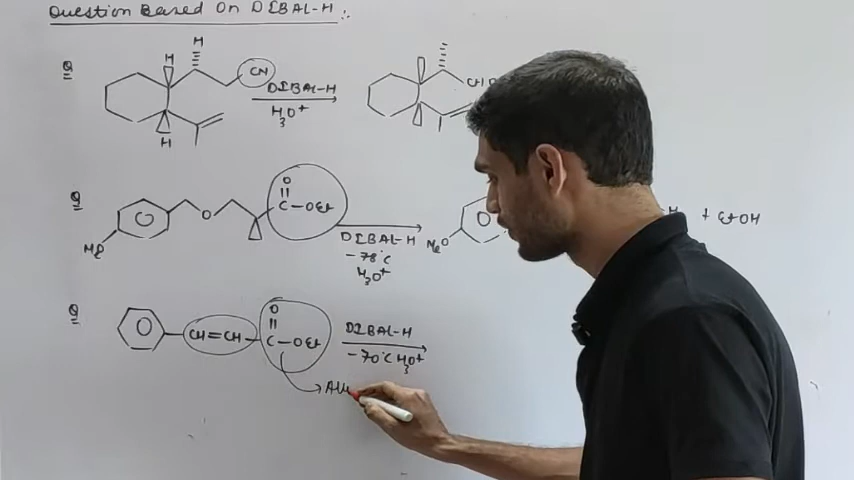 Question Based On DIBAL-H :.
Q
H
H
CN
DIBAL-H
H3O+
H
CHO
Q
O
C-OEt
O
MeO
DIBAL-H
-78°C
H3O+
MeO
H
+ EtOH
Q
CH=CH
O
C-OEt
DIBAL-H
-70°C H3O+